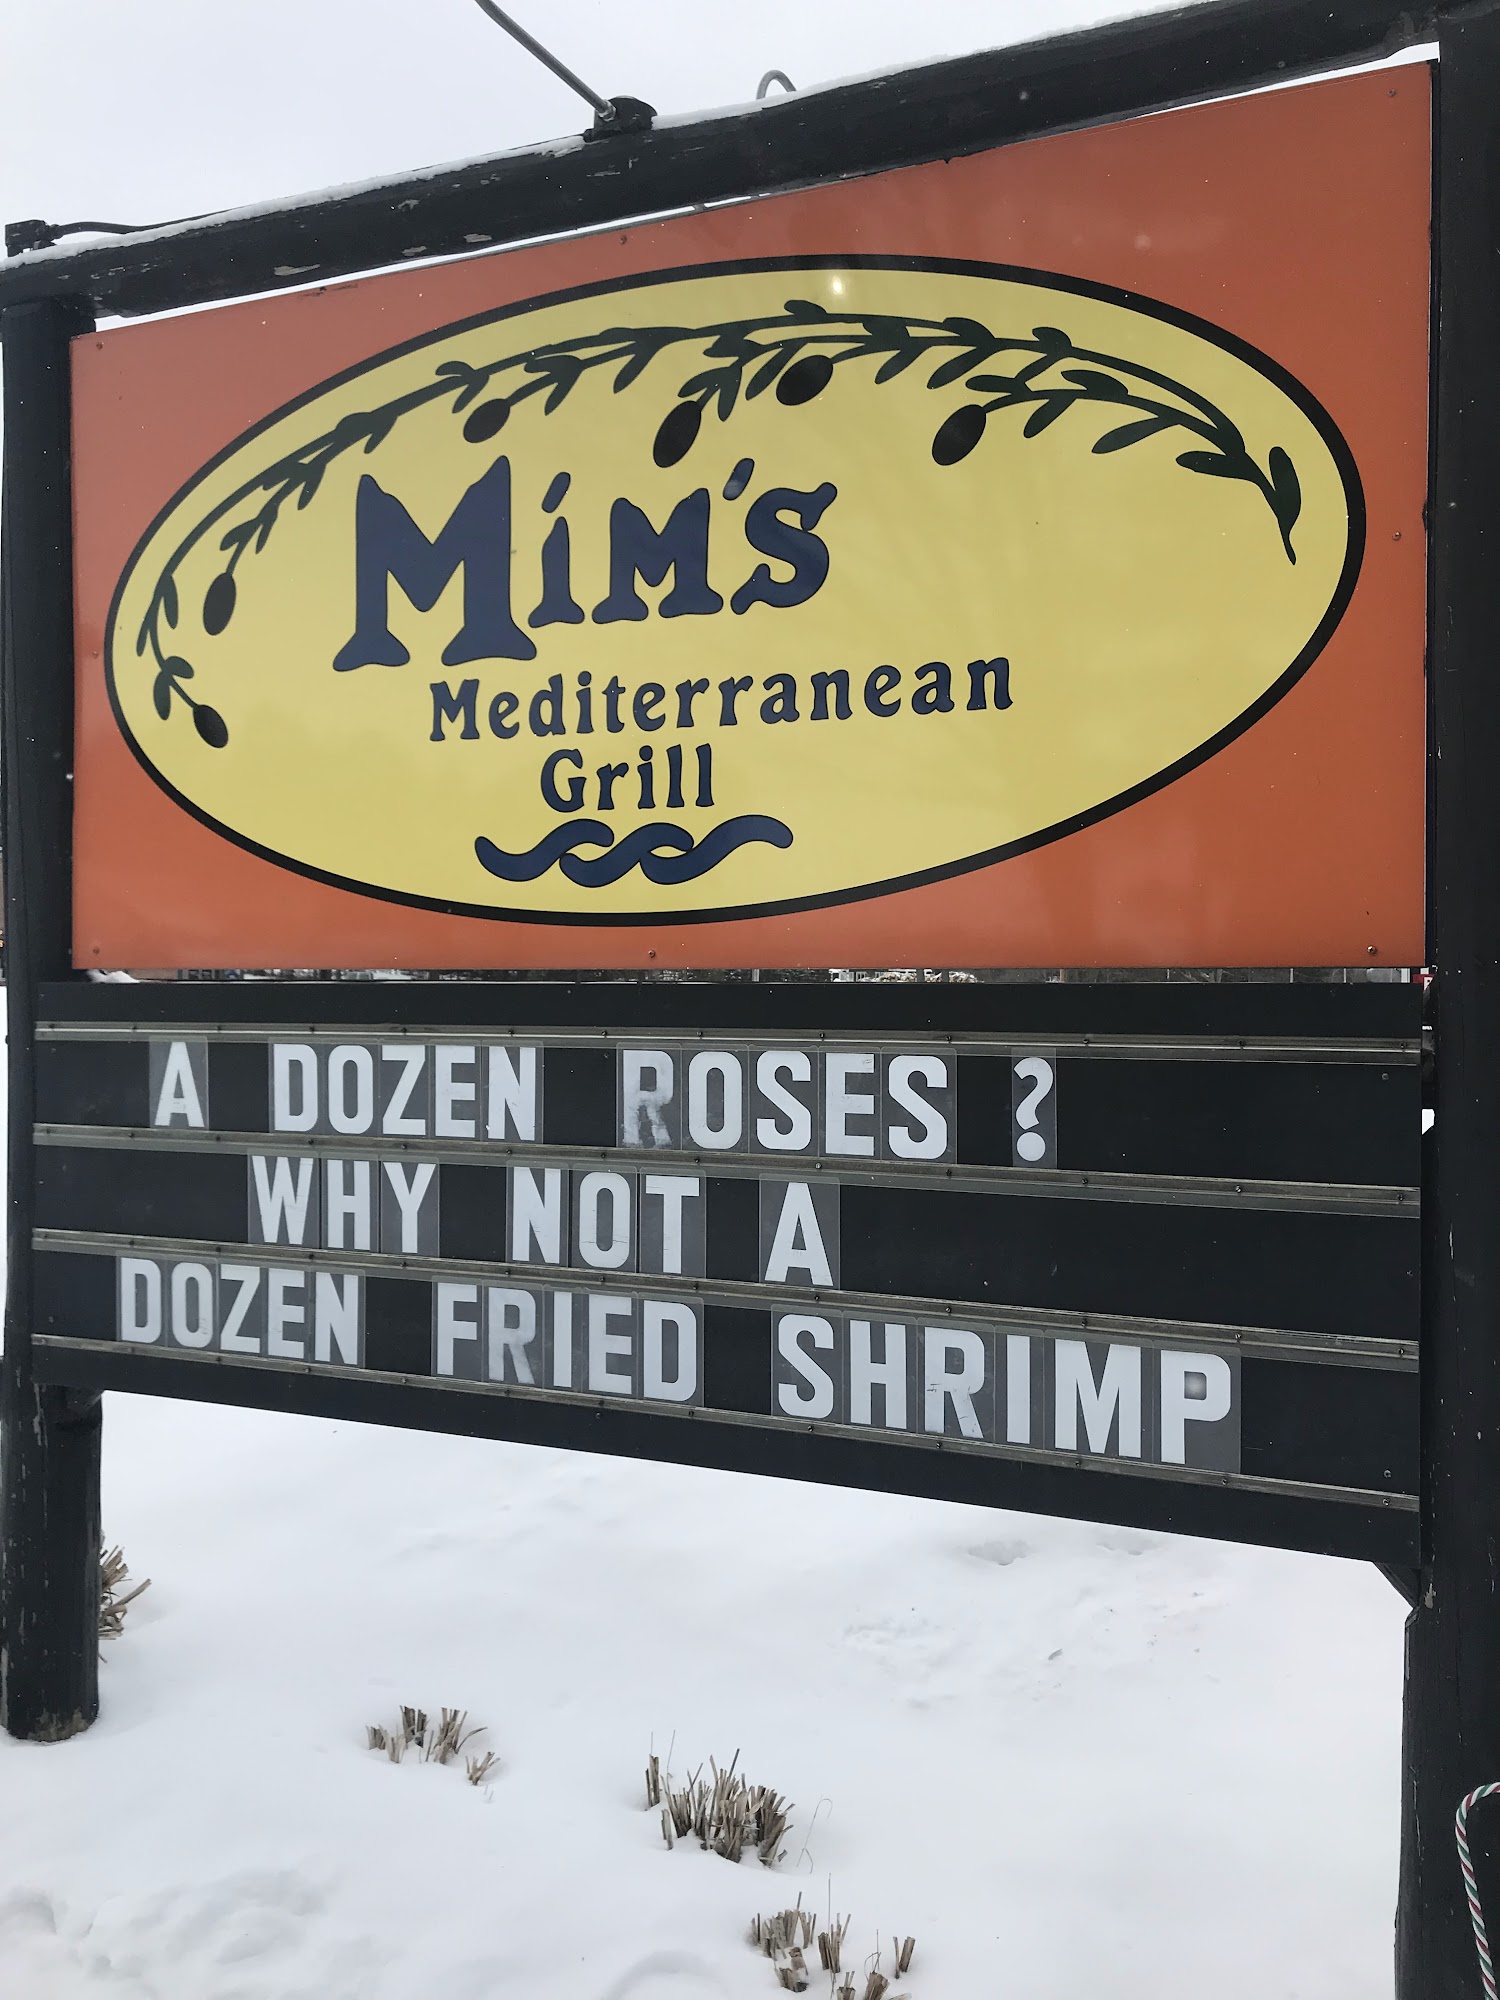 Mim's
Mediterranean
Grill
A DOZEN ROSES?
WHY NOT A
DOZEN FRIED SHRIMP